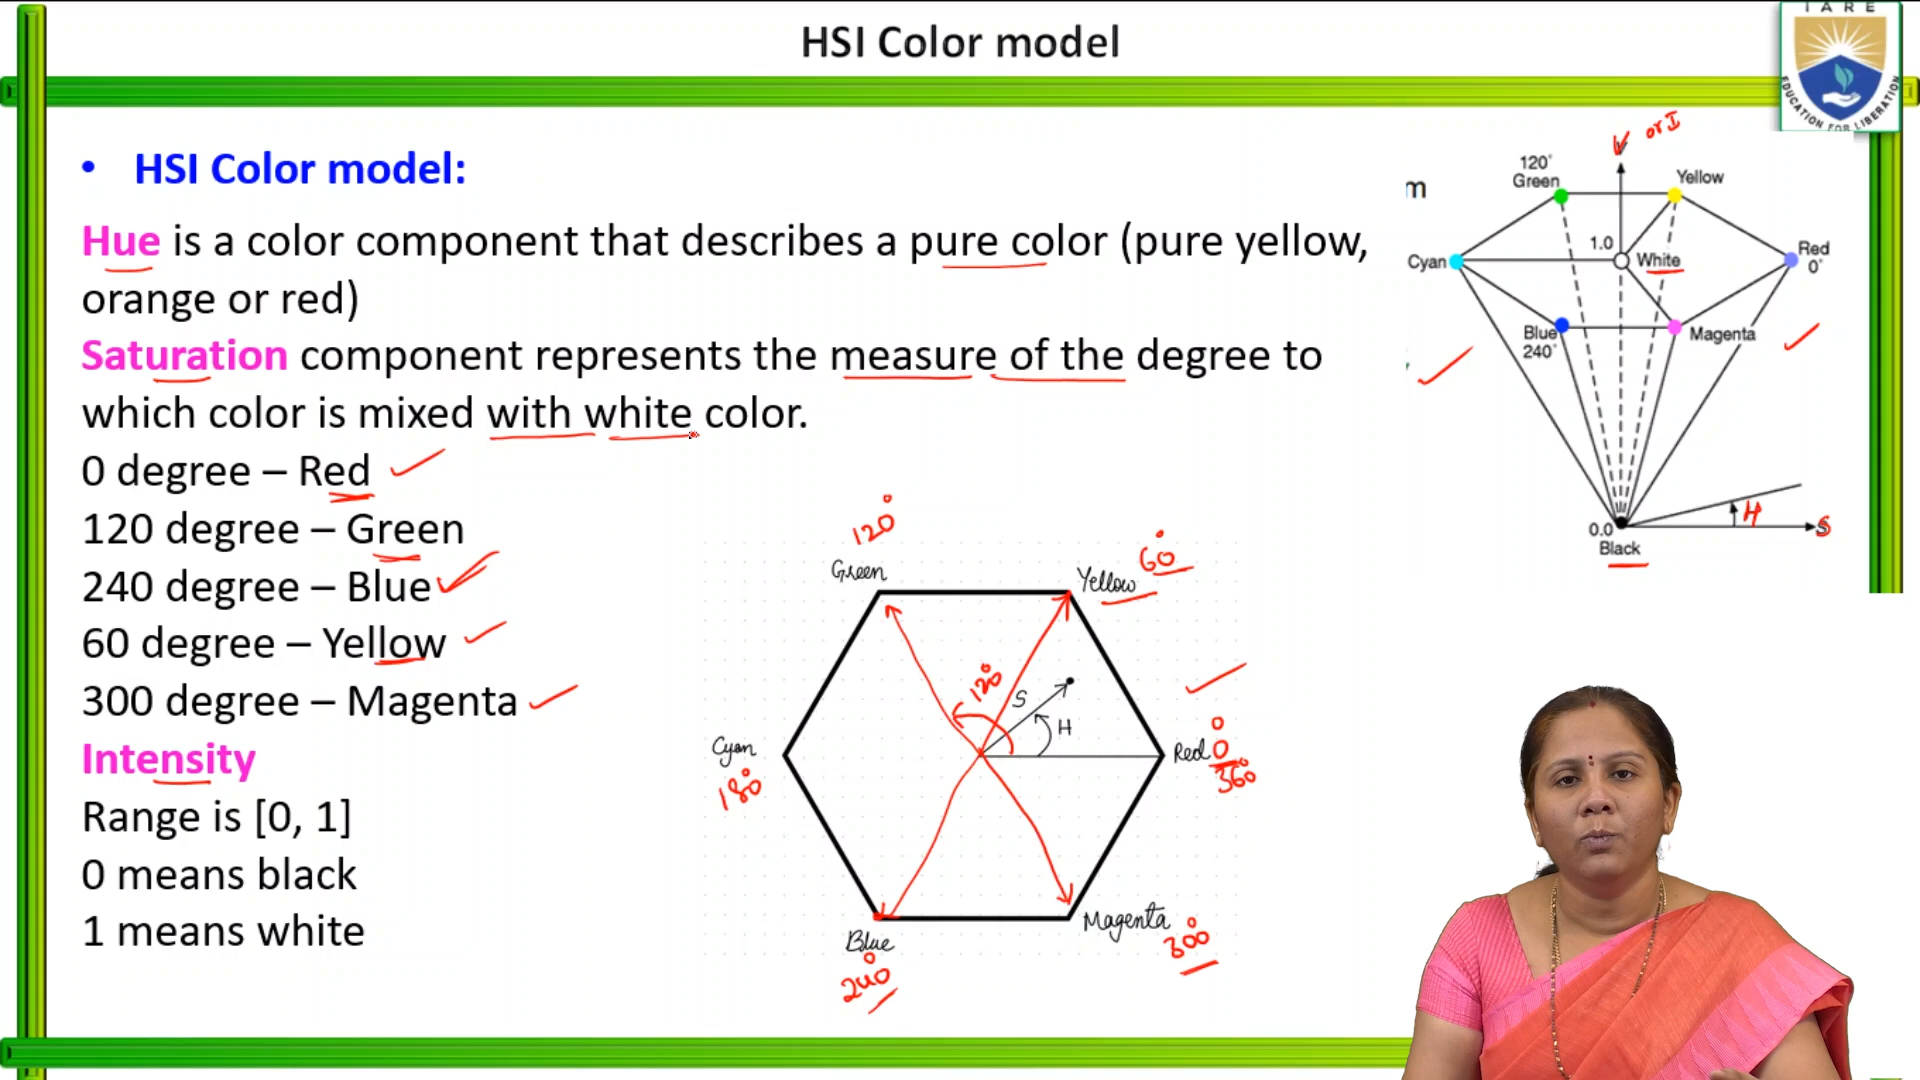 HSI Color model
IARE
EDUCATION FOR LIBERATION
• HSI Color model:
Hue is a color component that describes a pure color (pure yellow,
orange or red)
Saturation component represents the measure of the degree to
which color is mixed with white color.
0 degree – Red
120 degree – Green
240 degree – Blue
60 degree – Yellow
300 degree – Magenta
Intensity
Range is [0, 1]
0 means black
1 means white
m
V or I
120°
Green
Yellow
1.0
Cyan
White
Red
0°
Blue
240°
Magenta
H
0.0
S
Black
120°
Green
60°
Yellow
120°
S
H
Cyan
180°
Red 0°
360°
Blue
240°
Magenta
300°